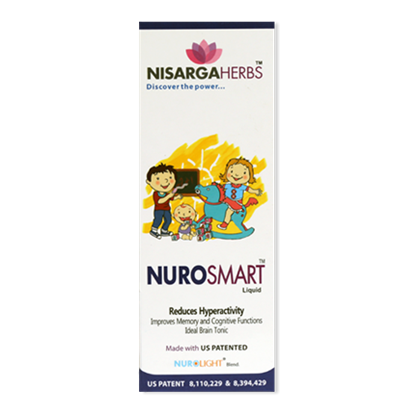 NISARGAHERBS™
Discover the power...
NUROSMART™
Liquid
Reduces Hyperactivity
Improves Memory and Cognitive Functions
Ideal Brain Tonic
Made with US PATENTED
NUROLIGHT® Blend
US PATENT 8,110,229 & 8,394,429